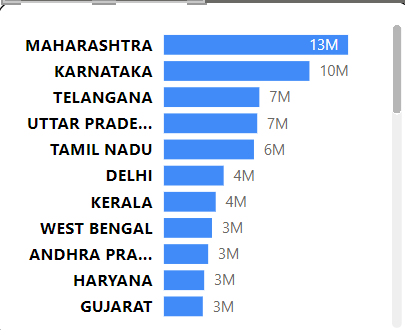 MAHARASHTRA 13M
KARNATAKA 10M
TELANGANA 7M
UTTAR PRADE... 7M
TAMIL NADU 6M
DELHI 4M
KERALA 4M
WEST BENGAL 3M
ANDHRA PRA... 3M
HARYANA 3M
GUJARAT 3M